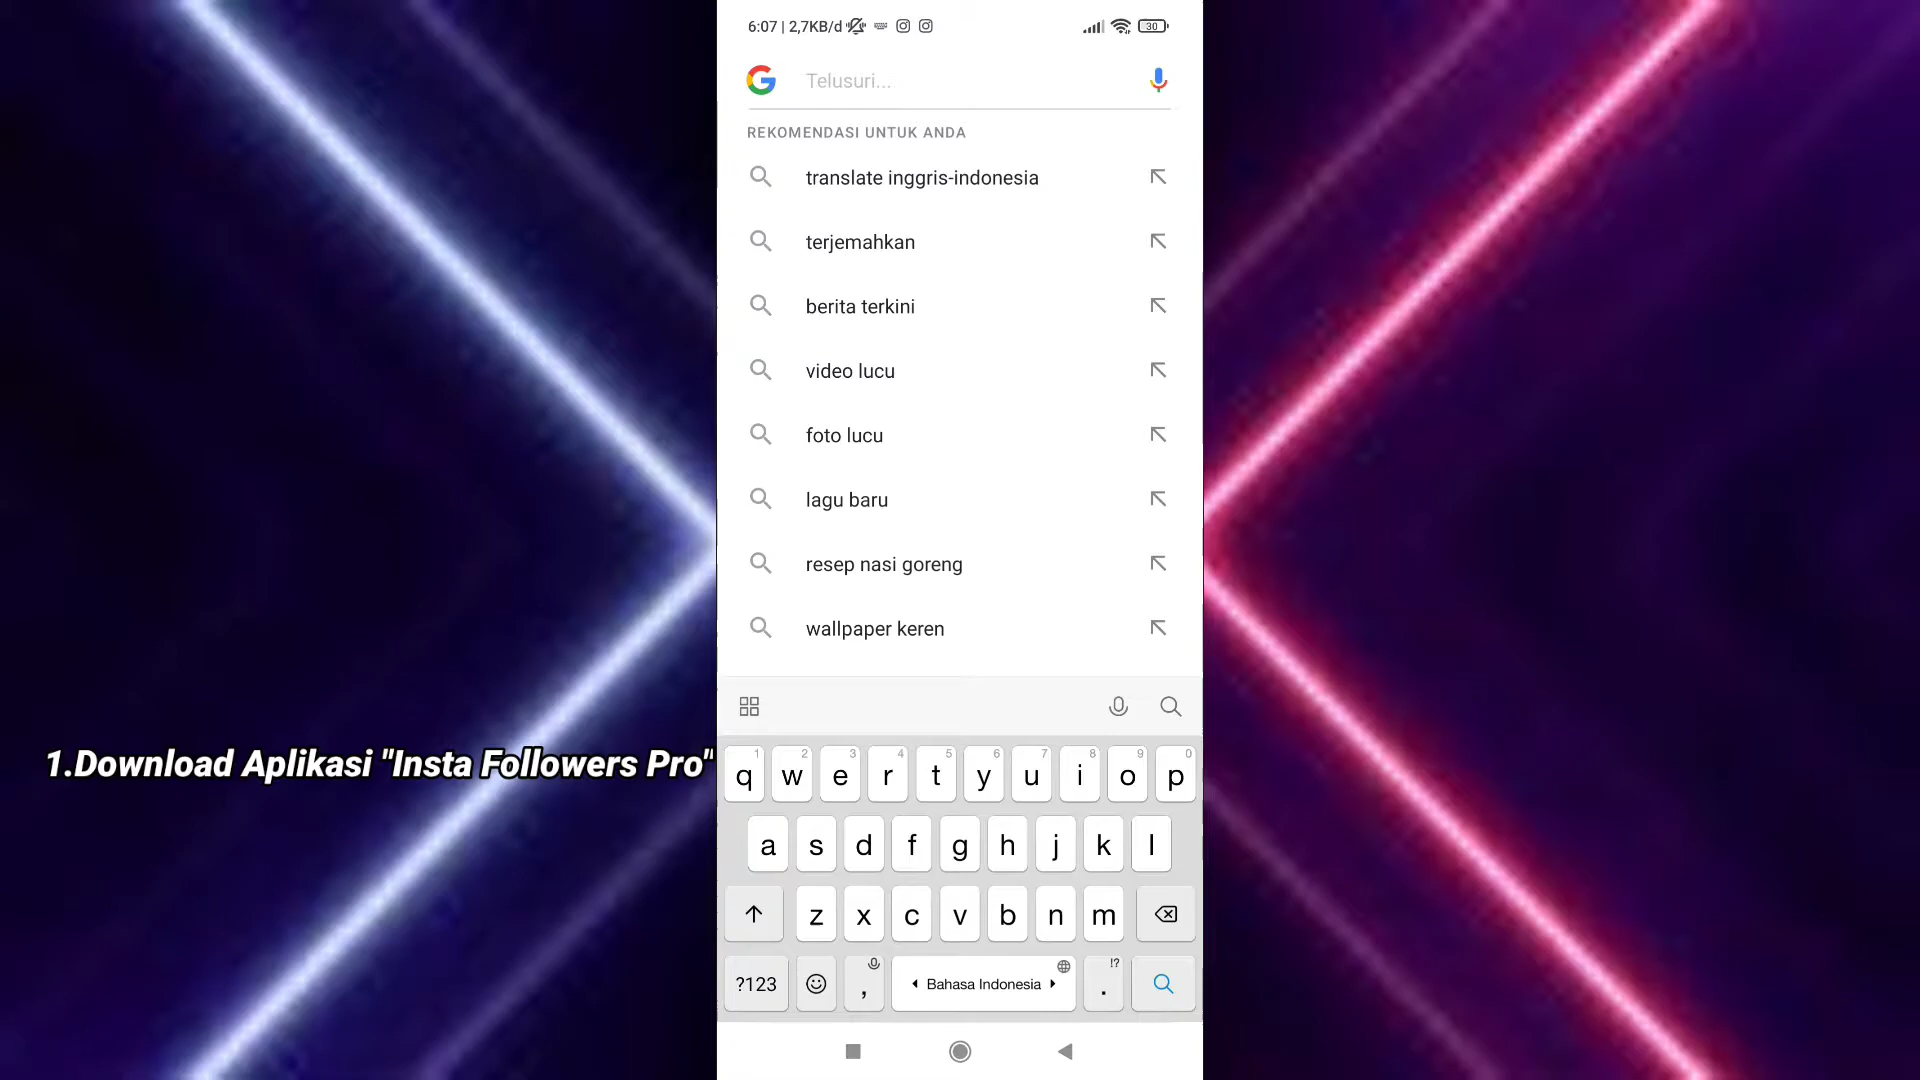 6:07 | 2,7KB/d
30
Telusuri...
REKOMENDASI UNTUK ANDA
translate inggris-indonesia
terjemahkan
berita terkini
video lucu
foto lucu
lagu baru
resep nasi goreng
wallpaper keren
1.Download Aplikasi "Insta Followers Pro"
1 2 3 4 5 6 7 8 9 0
q w e r t y u i o p
a s d f g h j k l
z x c v b n m
!?
?123 , Bahasa Indonesia .